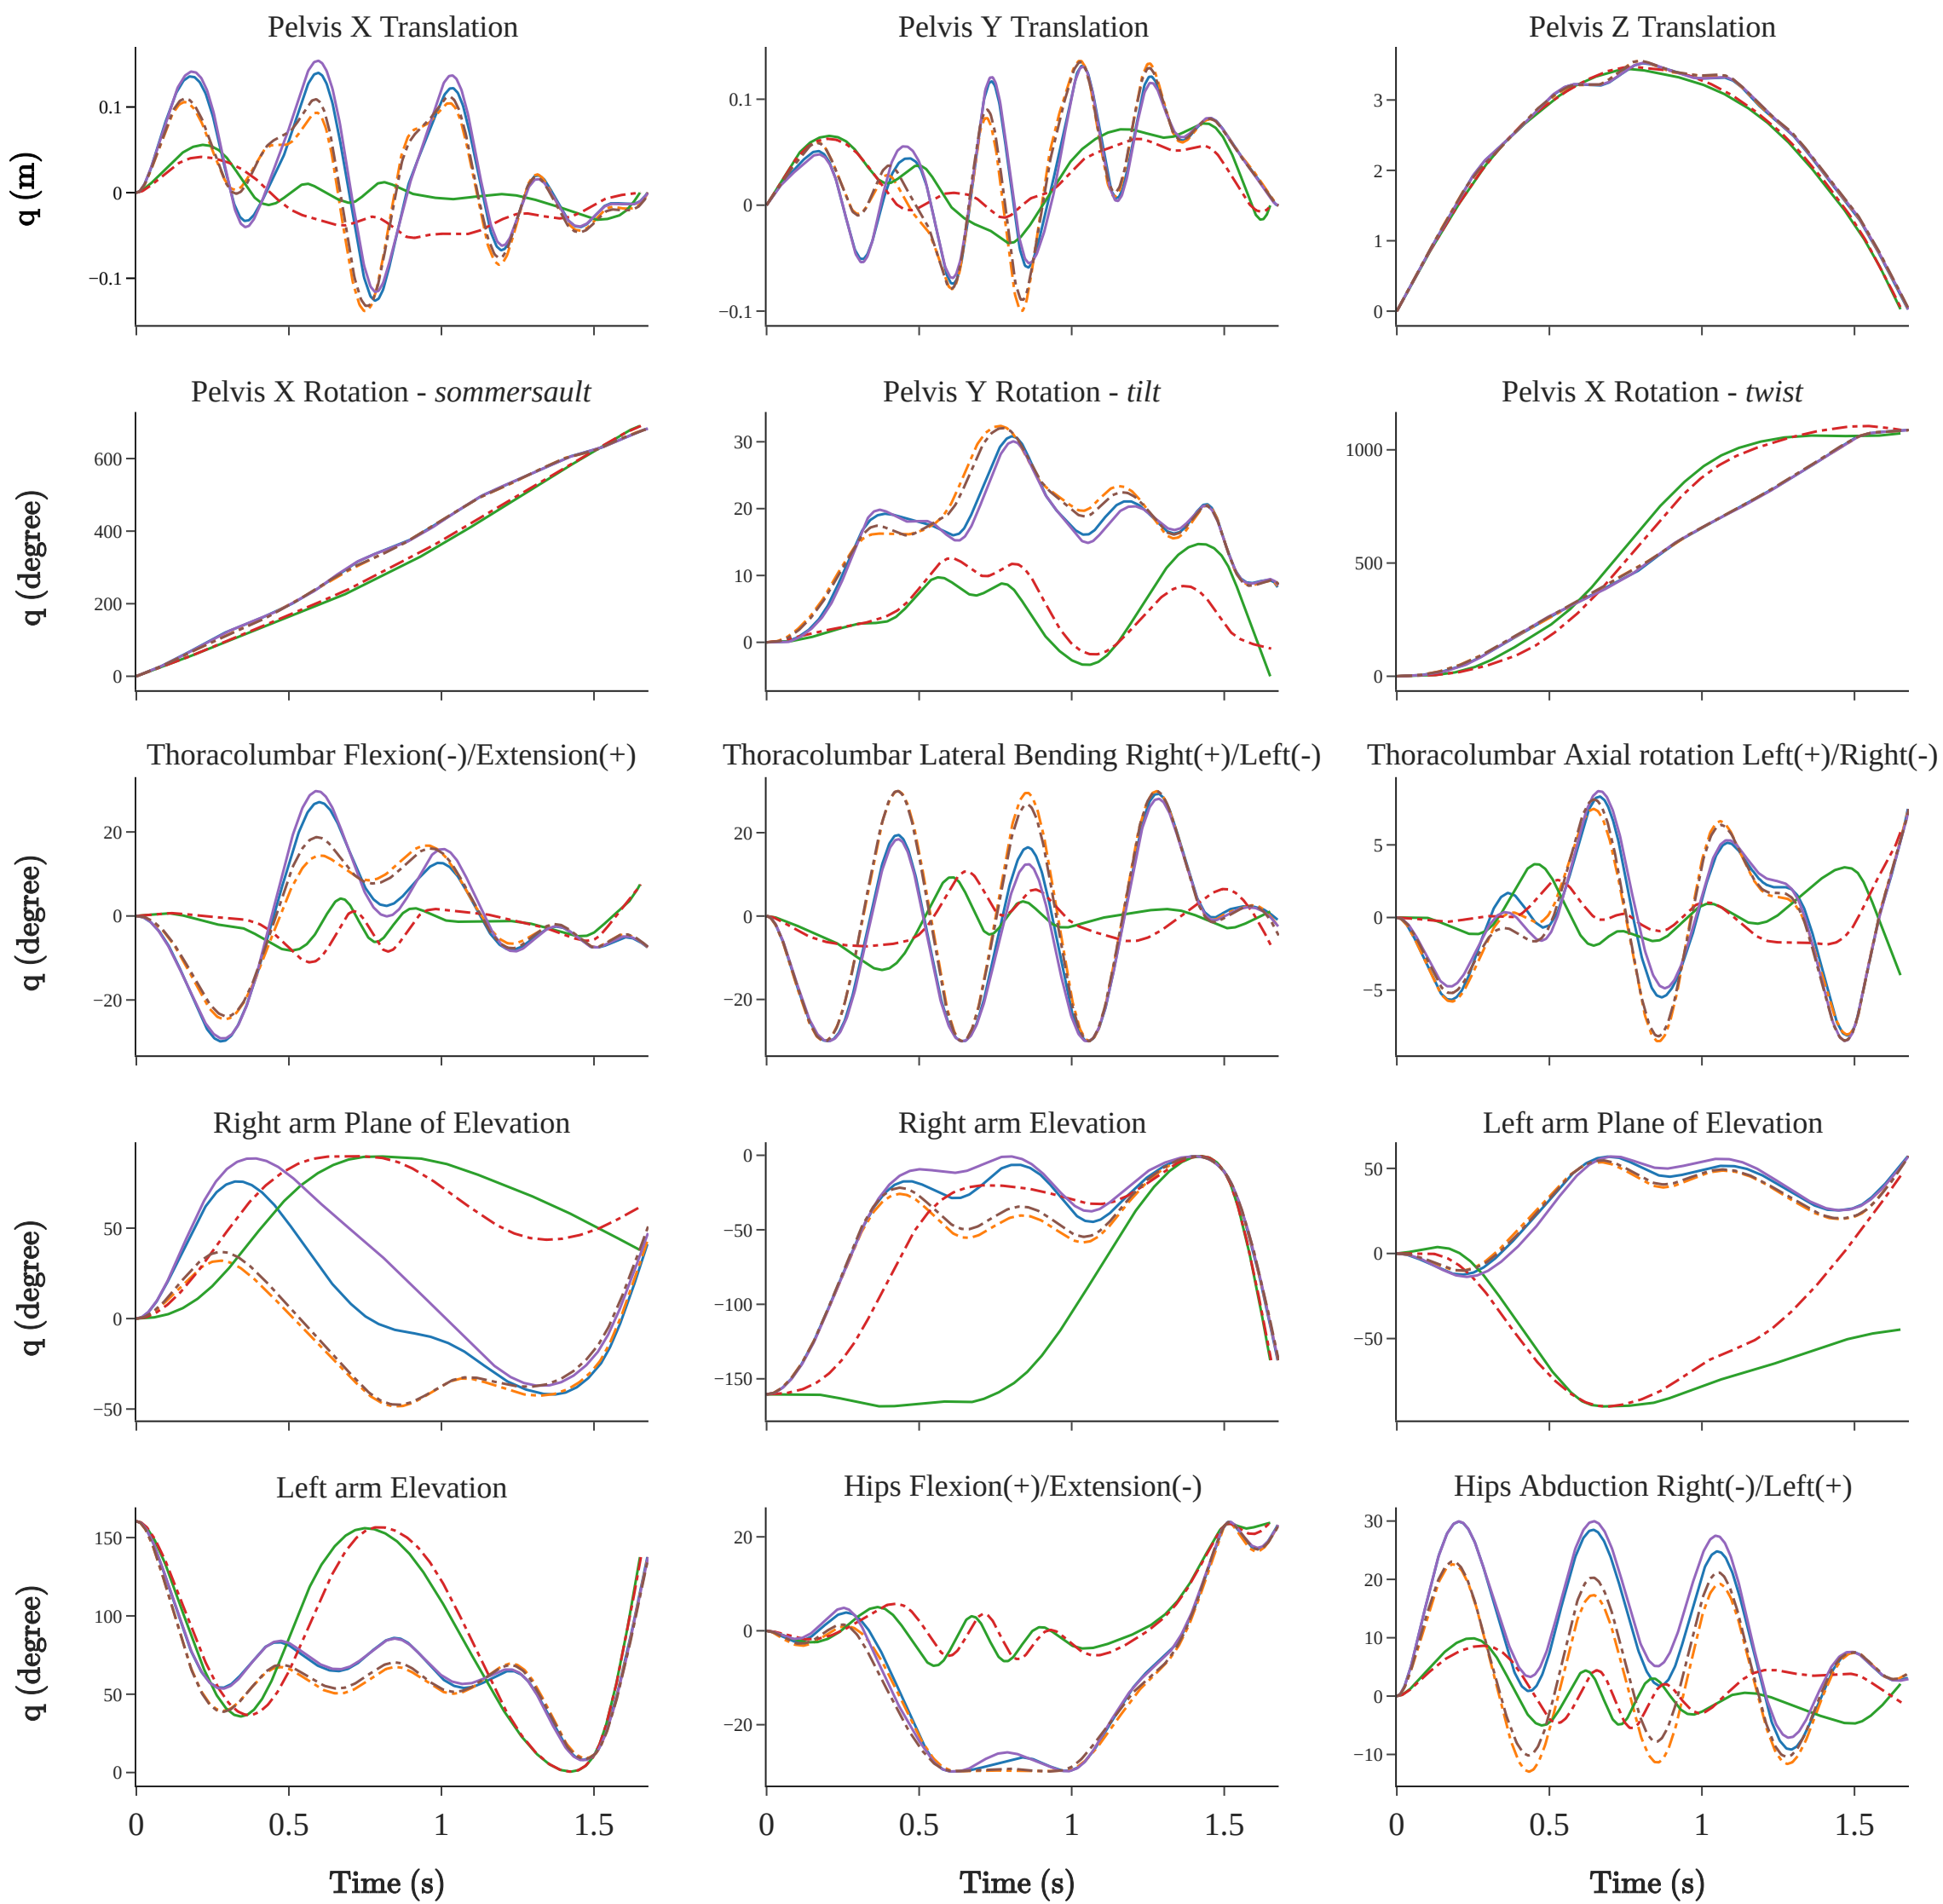 Pelvis X Translation
Pelvis Y Translation
Pelvis Z Translation
q (m)
0.1
0
−0.1
0.1
0
−0.1
3
2
1
0
Pelvis X Rotation - sommersault
Pelvis Y Rotation - tilt
Pelvis X Rotation - twist
q (degree)
600
400
200
0
30
20
10
0
1000
500
0
Thoracolumbar Flexion(-)/Extension(+)
Thoracolumbar Lateral Bending Right(+)/Left(-)
Thoracolumbar Axial rotation Left(+)/Right(-)
q (degree)
20
0
−20
20
0
−20
5
0
−5
Right arm Plane of Elevation
Right arm Elevation
Left arm Plane of Elevation
q (degree)
50
0
−50
0
−50
−100
−150
50
0
−50
Left arm Elevation
Hips Flexion(+)/Extension(-)
Hips Abduction Right(-)/Left(+)
q (degree)
150
100
50
0
20
0
−20
30
20
10
0
−10
0 0.5 1 1.5
0 0.5 1 1.5
0 0.5 1 1.5
Time (s)
Time (s)
Time (s)